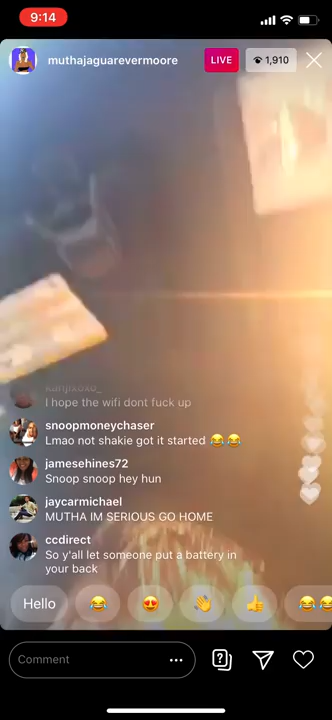 9:14
muthajaguarevermoore
LIVE
1,910
I hope the wifi dont fuck up
snoopmoneychaser
Lmao not shakie got it started 😂😂
jamesehines72
Snoop snoop hey hun
jaycarmichael
MUTHA IM SERIOUS GO HOME
ccdirect
So y'all let someone put a battery in
your back
Hello
Comment